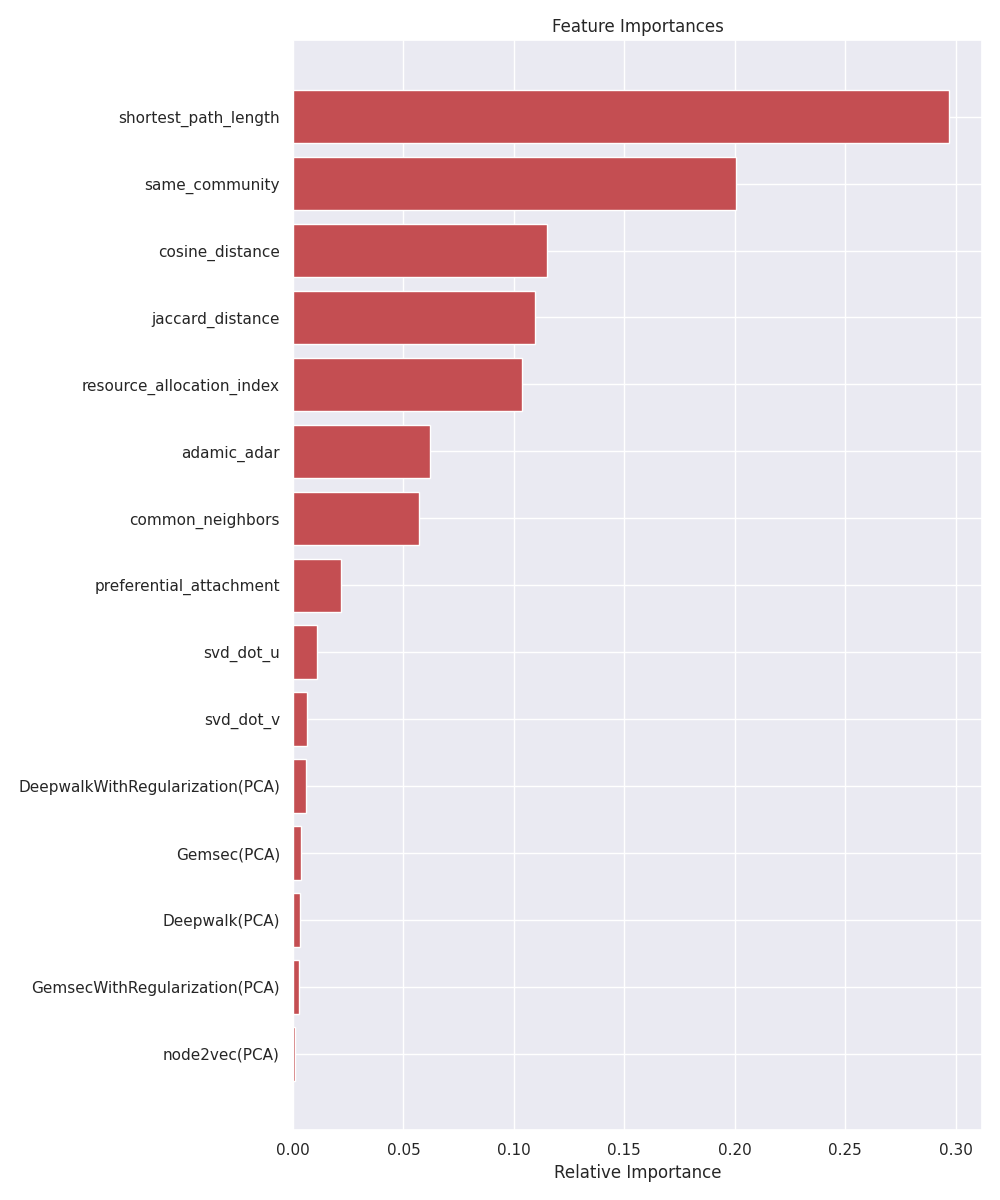 Feature Importances
shortest_path_length
same_community
cosine_distance
jaccard_distance
resource_allocation_index
adamic_adar
common_neighbors
preferential_attachment
svd_dot_u
svd_dot_v
DeepwalkWithRegularization(PCA)
Gemsec(PCA)
Deepwalk(PCA)
GemsecWithRegularization(PCA)
node2vec(PCA)
0.00 0.05 0.10 0.15 0.20 0.25 0.30
Relative Importance